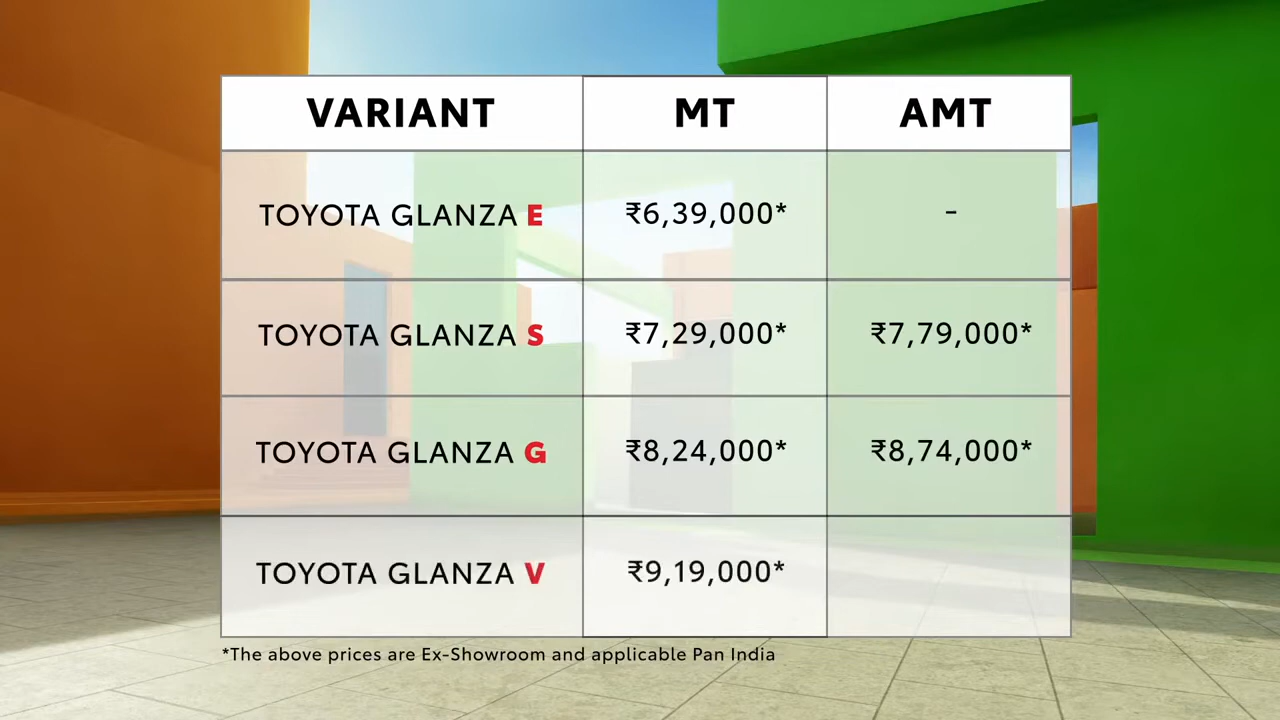 VARIANT MT AMT
TOYOTA GLANZA E ₹6,39,000* -
TOYOTA GLANZA S ₹7,29,000* ₹7,79,000*
TOYOTA GLANZA G ₹8,24,000* ₹8,74,000*
TOYOTA GLANZA V ₹9,19,000*
*The above prices are Ex-Showroom and applicable Pan India